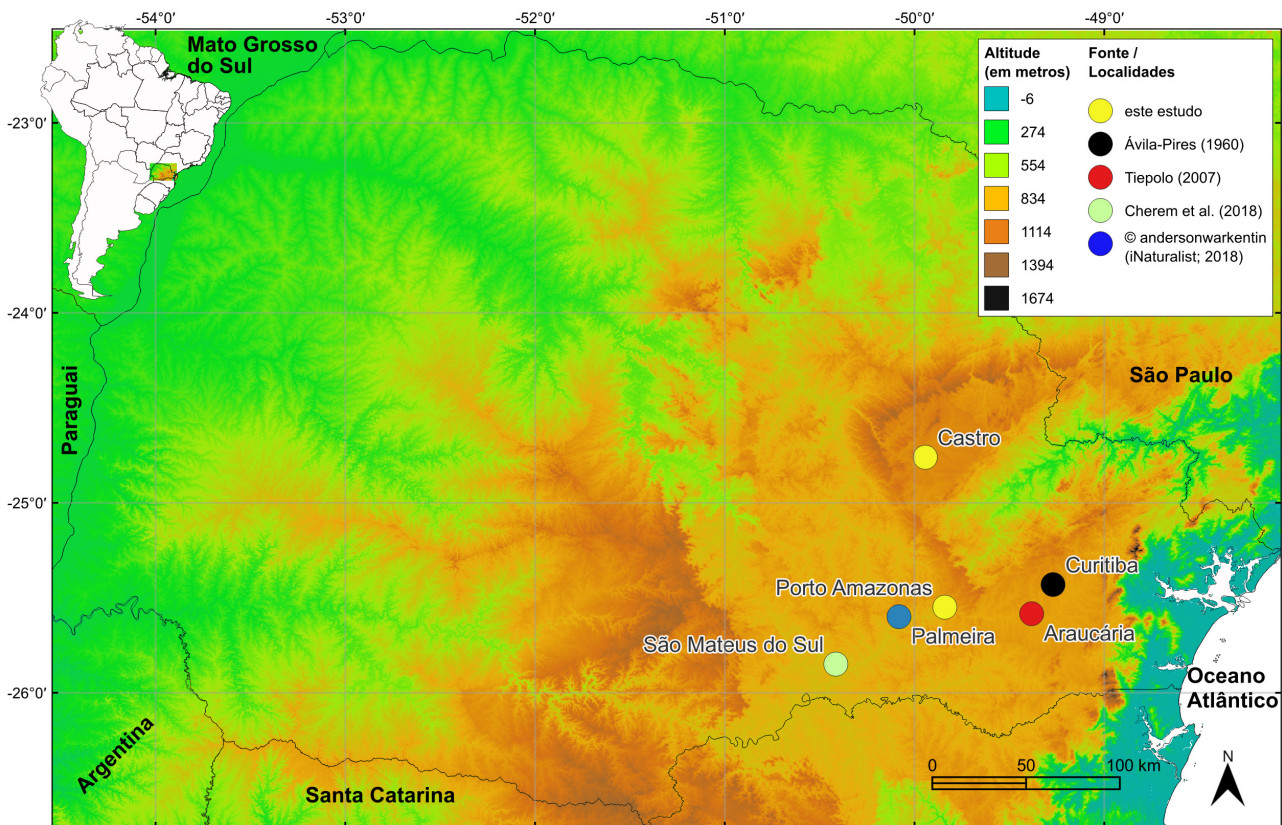 -54°0′
-53°0′
-52°0′
-51°0′
-50°0′
-49°0′
Mato Grosso
do Sul
Altitude
(em metros)
-6
274
554
834
1114
1394
1674
Fonte /
Localidades
este estudo
Ávila-Pires (1960)
Tiepolo (2007)
Cherem et al. (2018)
© andersonwarkentin
(iNaturalist; 2018)
-23°0′
-24°0′
-25°0′
-26°0′
Paraguai
São Paulo
Castro
Curitiba
Porto Amazonas
Palmeira
Araucária
São Mateus do Sul
Oceano
Atlântico
Argentina
Santa Catarina
0
50
100 km
N